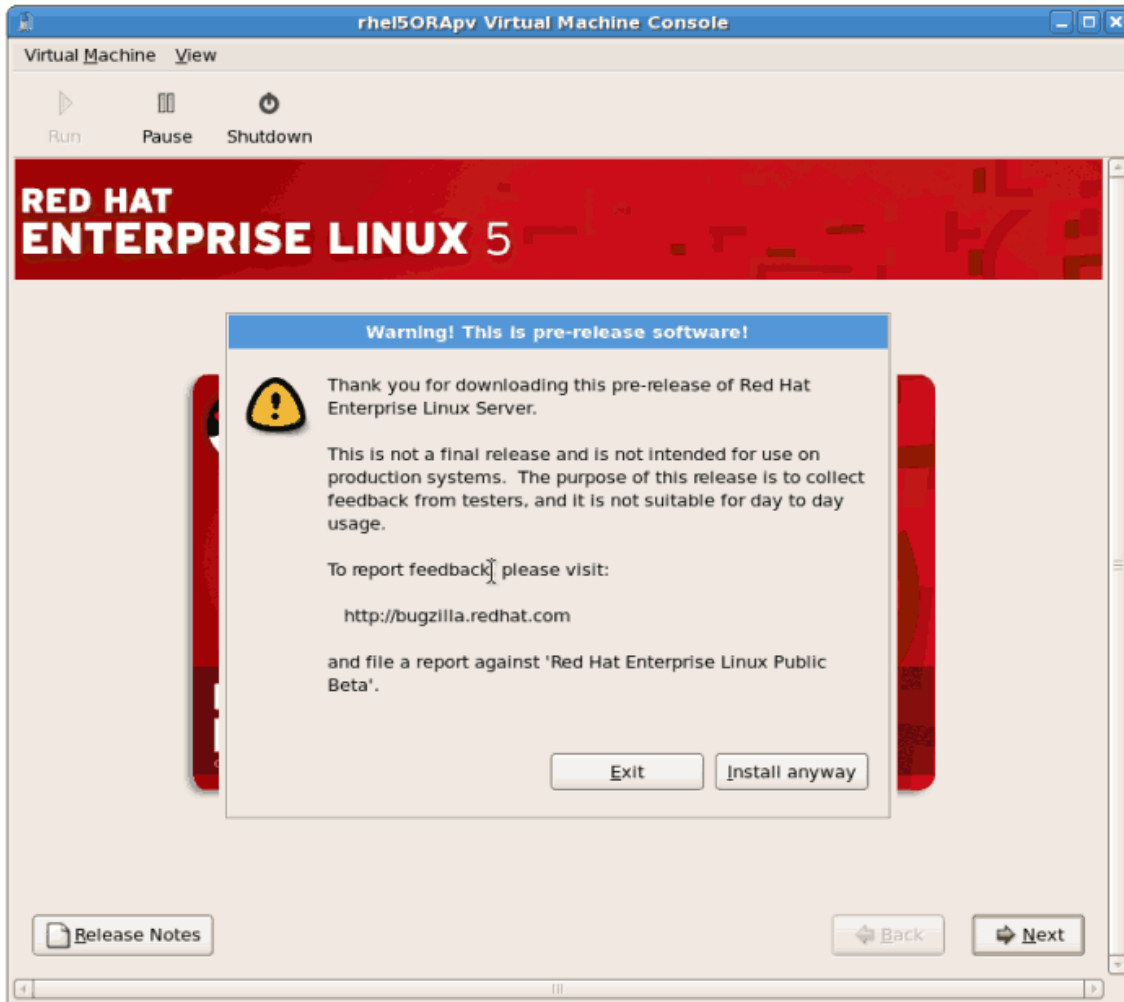 rhel5ORApv Virtual Machine Console
Virtual Machine View
Run Pause Shutdown
RED HAT
ENTERPRISE LINUX 5
Warning! This is pre-release software!
Thank you for downloading this pre-release of Red Hat
Enterprise Linux Server.
This is not a final release and is not intended for use on
production systems. The purpose of this release is to collect
feedback from testers, and it is not suitable for day to day
usage.
To report feedback, please visit:
http://bugzilla.redhat.com
and file a report against 'Red Hat Enterprise Linux Public
Beta'.
Exit Install anyway
Release Notes Back Next